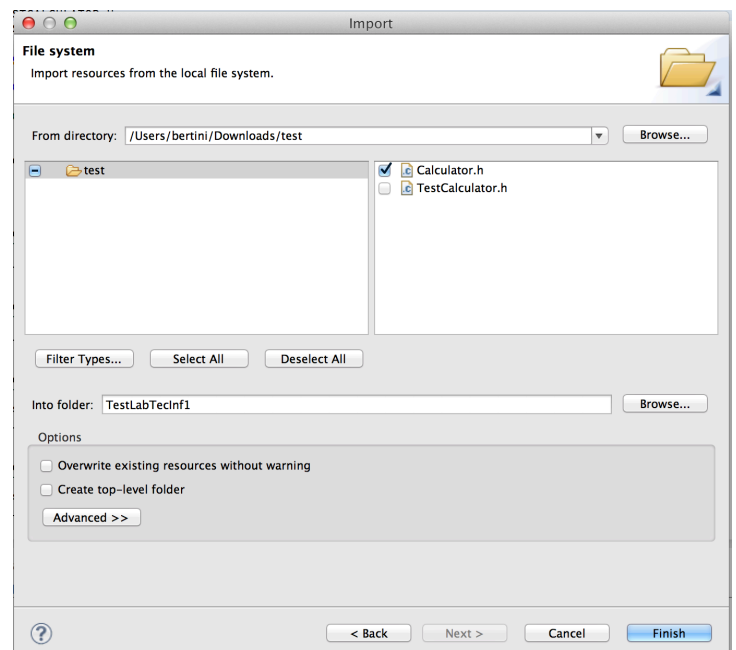 Import
File system
Import resources from the local file system.
From directory: /Users/bertini/Downloads/test Browse...
test
Calculator.h
TestCalculator.h
Filter Types... Select All Deselect All
Into folder: TestLabTecInf1 Browse...
Options
Overwrite existing resources without warning
Create top-level folder
Advanced >>
? < Back Next > Cancel Finish